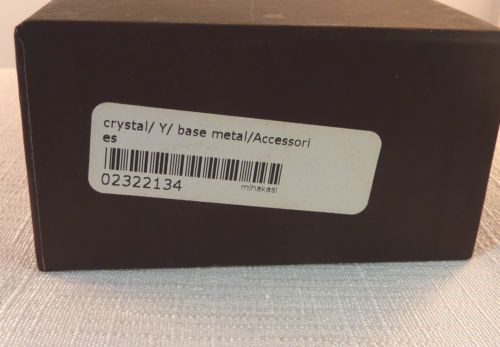 crystal/ Y/ base metal/Accessori
es
02322134
mihakasi